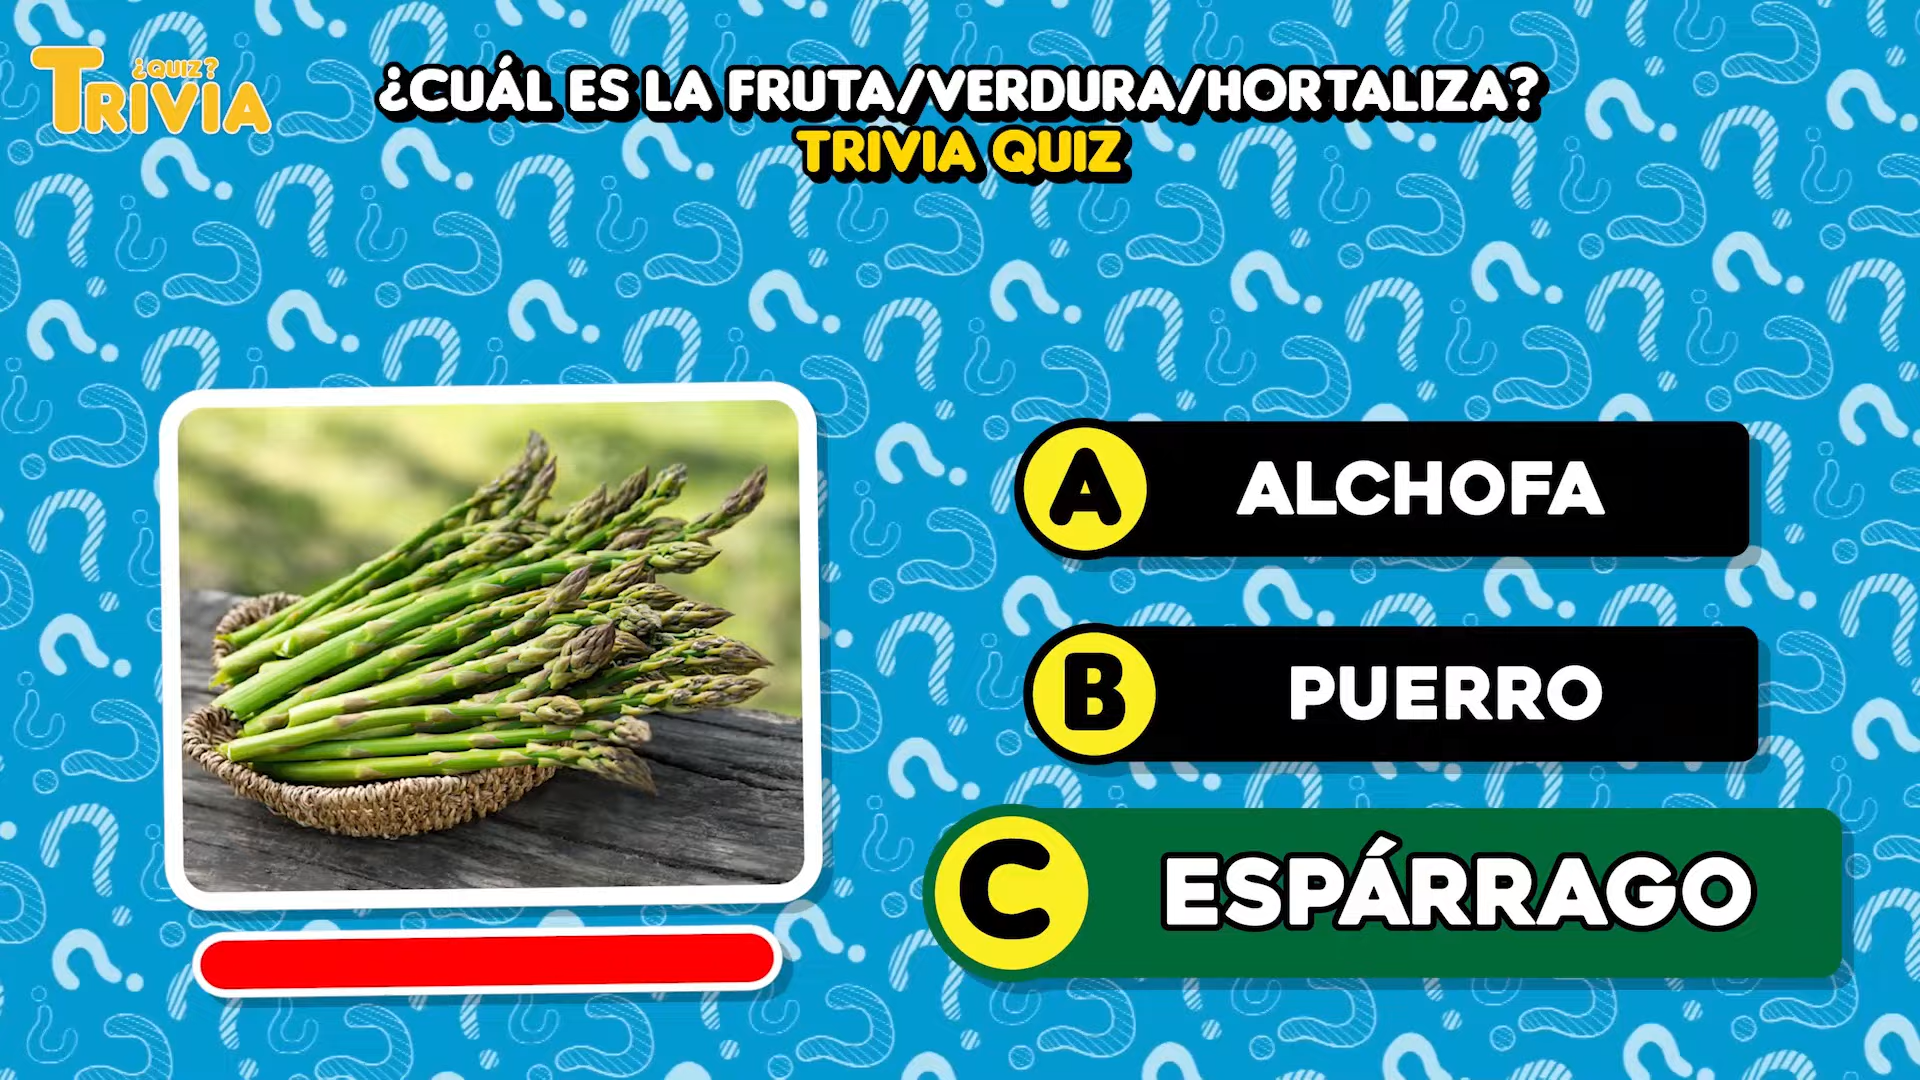 ¿QUIZ?
TRIVIA
¿CUÁL ES LA FRUTA/VERDURA/HORTALIZA?
TRIVIA QUIZ
A ALCHOFA
B PUERRO
C ESPÁRRAGO